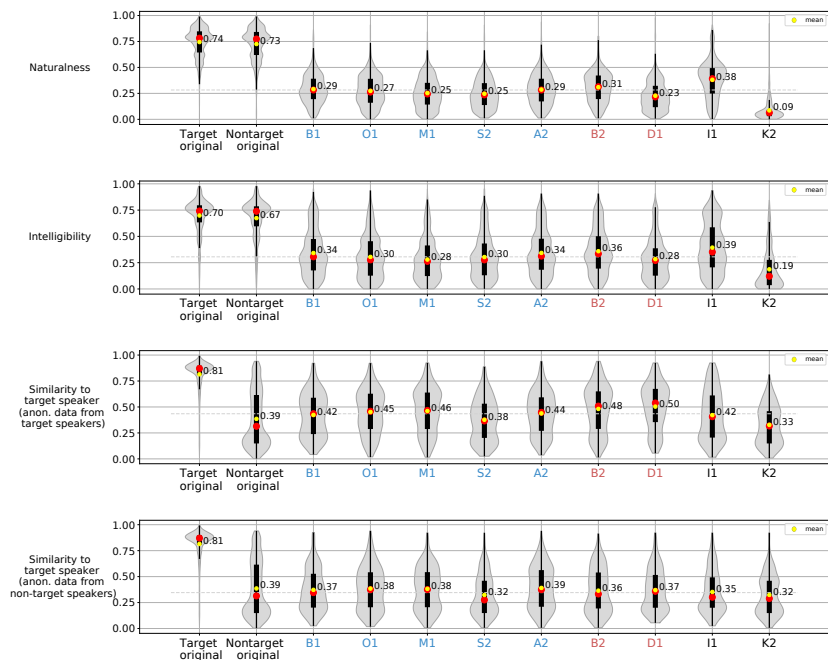 1.00
mean
0.75
0.74
0.73
Naturalness
0.50
0.38
0.29
0.27
0.25
0.25
0.29
0.31
0.23
0.25
0.09
0.00
Target original
Nontarget original
B1
O1
M1
S2
A2
B2
D1
I1
K2
1.00
mean
0.75
0.70
0.67
Intelligibility
0.50
0.34
0.30
0.28
0.30
0.34
0.36
0.28
0.39
0.25
0.19
0.00
Target original
Nontarget original
B1
O1
M1
S2
A2
B2
D1
I1
K2
1.00
mean
0.81
0.75
Similarity to
target speaker
(anon. data from
target speakers)
0.50
0.39
0.42
0.45
0.46
0.38
0.44
0.48
0.50
0.42
0.33
0.25
0.00
Target original
Nontarget original
B1
O1
M1
S2
A2
B2
D1
I1
K2
1.00
mean
0.81
0.75
Similarity to
target speaker
(anon. data from
non-target speakers)
0.50
0.39
0.37
0.38
0.38
0.32
0.39
0.36
0.37
0.35
0.32
0.25
0.00
Target original
Nontarget original
B1
O1
M1
S2
A2
B2
D1
I1
K2